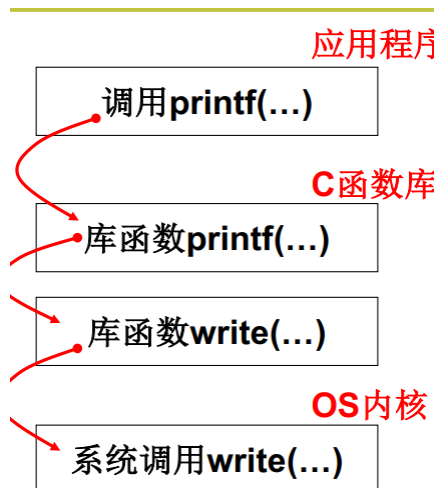 应用程序
调用printf(…)
C函数库
库函数printf(…)
库函数write(…)
OS内核
系统调用write(…)